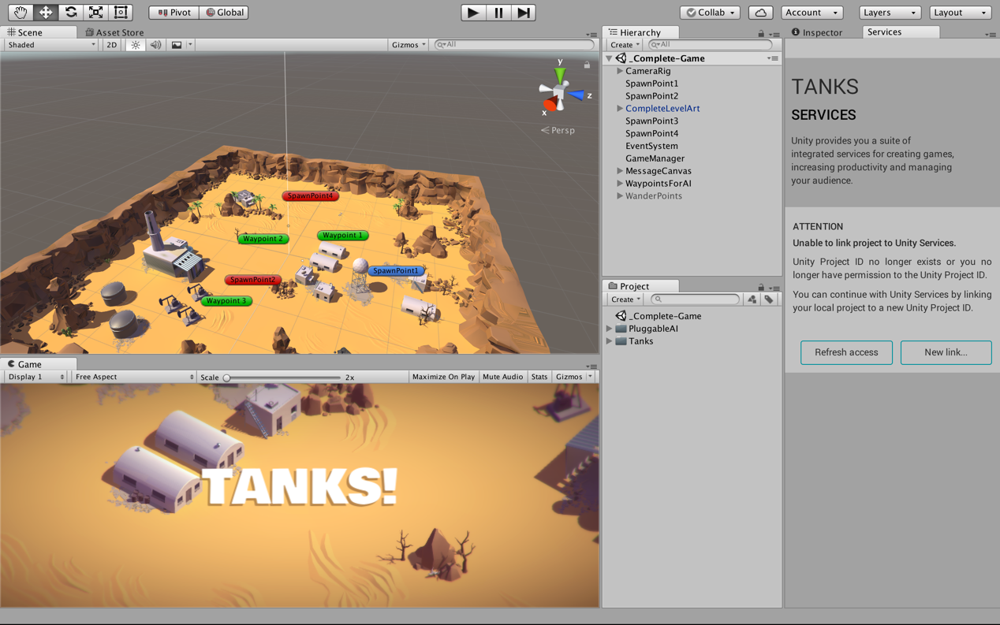 Pivot Global Collab Account Layers Layout
Scene Asset Store
Shaded 2D Gizmos All
y
z
x
Persp
SpawnPoint4
Waypoint 2
Waypoint 1
SpawnPoint1
SpawnPoint2
Waypoint 3
Game
Display 1 Free Aspect Scale 2x Maximize On Play Mute Audio Stats Gizmos
TANKS!
Hierarchy
Create All
_Complete-Game
CameraRig
SpawnPoint1
SpawnPoint2
CompleteLevelArt
SpawnPoint3
SpawnPoint4
EventSystem
GameManager
MessageCanvas
WaypointsForAI
WanderPoints
Project
Create
_Complete-Game
PluggableAI
Tanks
Inspector Services
TANKS
SERVICES
Unity provides you a suite of
integrated services for creating games,
increasing productivity and managing
your audience.
ATTENTION
Unable to link project to Unity Services.
Unity Project ID no longer exists or you no
longer have permission to the Unity Project ID.
You can continue with Unity Services by linking
your local project to a new Unity Project ID.
Refresh access New link...